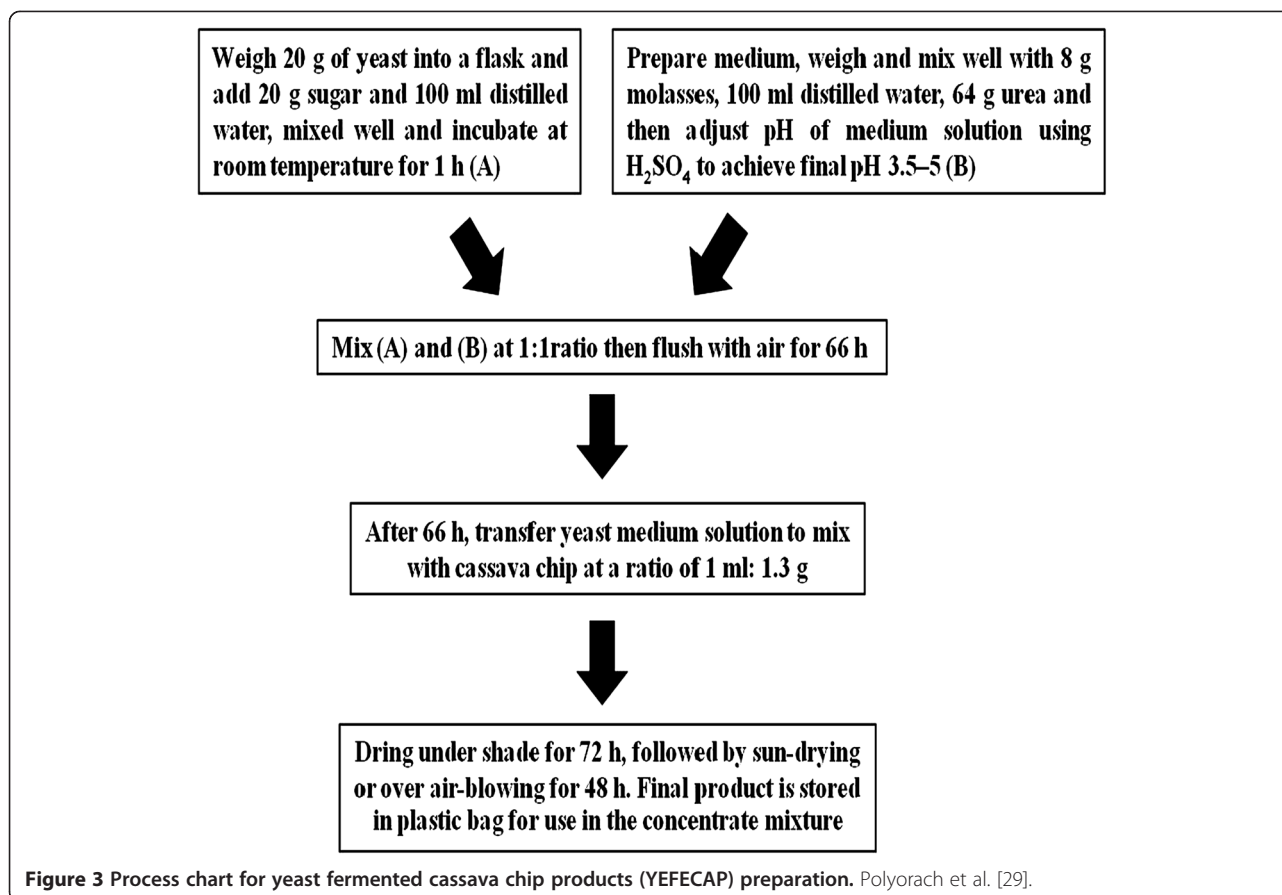 Weigh 20 g of yeast into a flask and
add 20 g sugar and 100 ml distilled
water, mixed well and incubate at
room temperature for 1 h (A)
Prepare medium, weigh and mix well with 8 g
molasses, 100 ml distilled water, 64 g urea and
then adjust pH of medium solution using
H₂SO₄ to achieve final pH 3.5–5 (B)
Mix (A) and (B) at 1:1ratio then flush with air for 66 h
After 66 h, transfer yeast medium solution to mix
with cassava chip at a ratio of 1 ml: 1.3 g
Dring under shade for 72 h, followed by sun-drying
or over air-blowing for 48 h. Final product is stored
in plastic bag for use in the concentrate mixture
Figure 3 Process chart for yeast fermented cassava chip products (YEFECAP) preparation. Polyorach et al. [29].